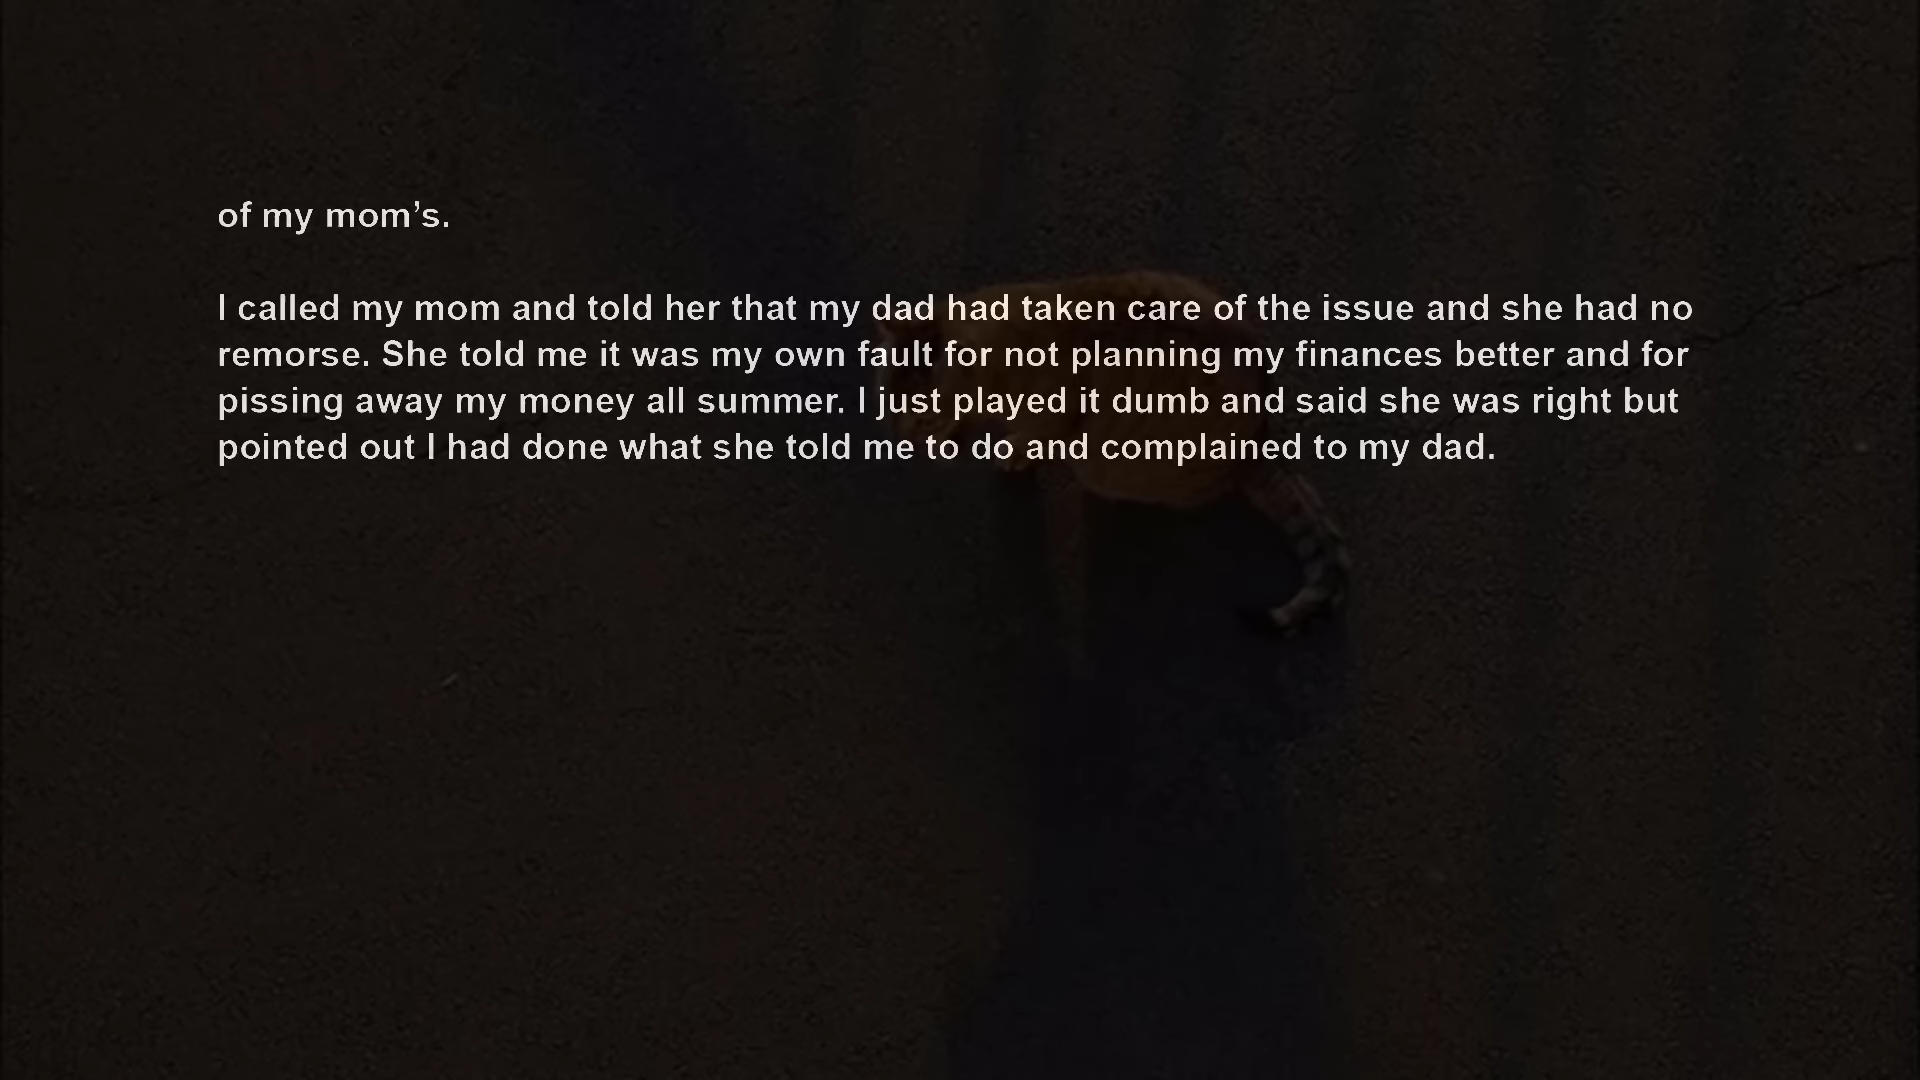 of my mom’s.
I called my mom and told her that my dad had taken care of the issue and she had no
remorse. She told me it was my own fault for not planning my finances better and for
pissing away my money all summer. I just played it dumb and said she was right but
pointed out I had done what she told me to do and complained to my dad.